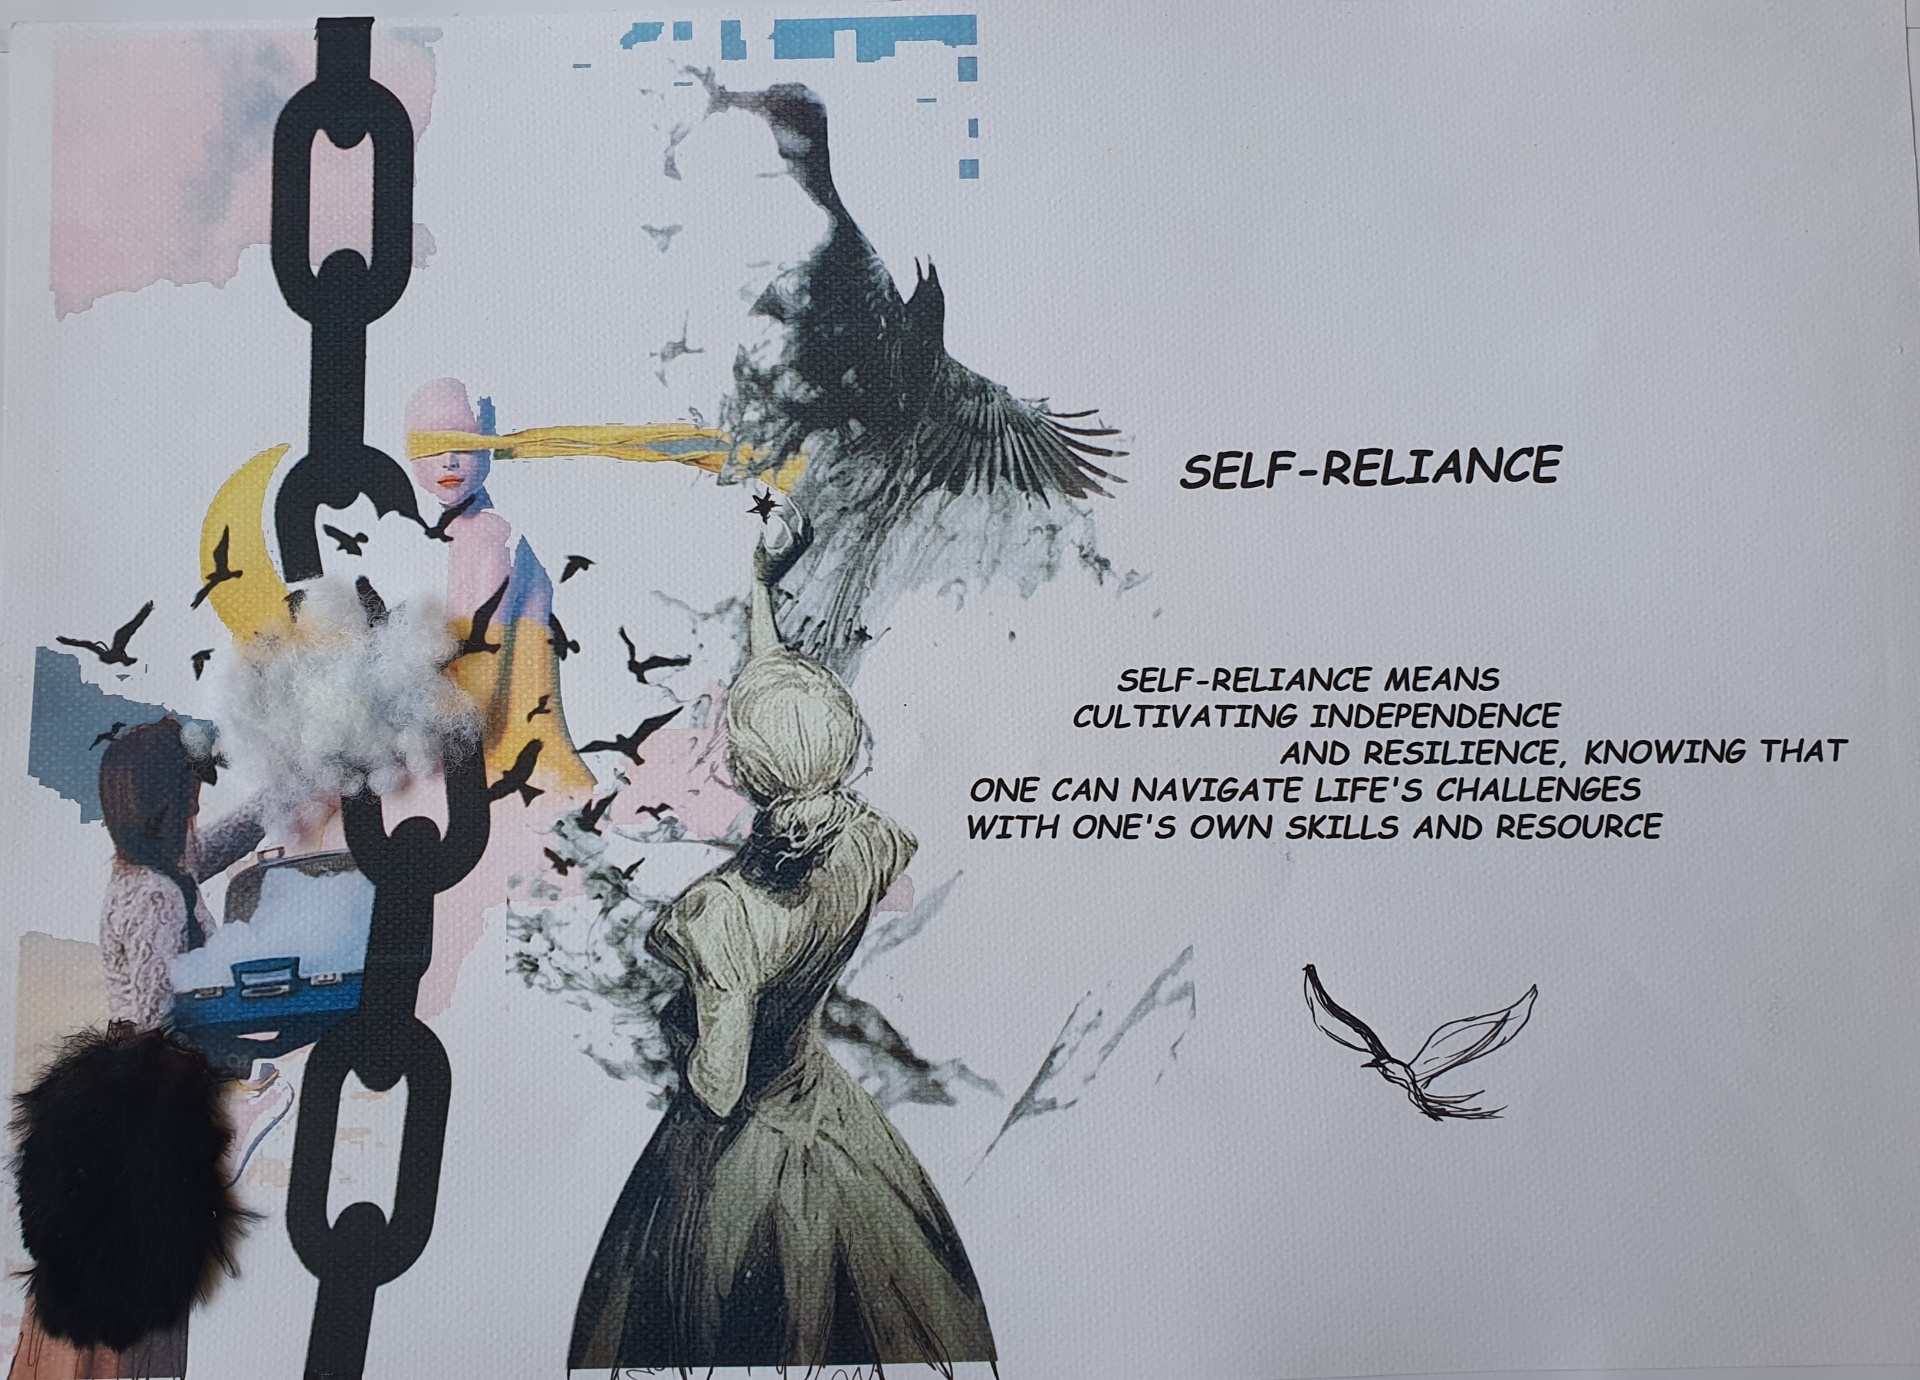 SELF-RELIANCE
SELF-RELIANCE MEANS
CULTIVATING INDEPENDENCE
AND RESILIENCE, KNOWING THAT
ONE CAN NAVIGATE LIFE'S CHALLENGES
WITH ONE'S OWN SKILLS AND RESOURCE